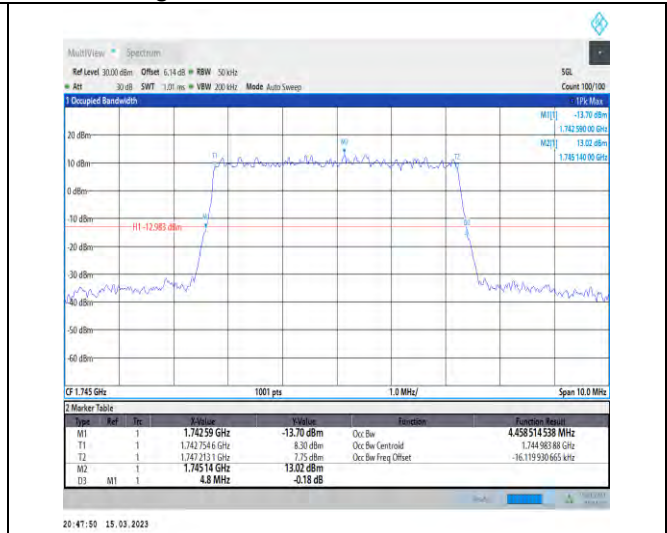 MultiView Spectrum
Ref Level 30.00 dBm Offset 6.14 dB RBW 50 kHz SGL
Att 30 dB SWT 1.01 ms VBW 200 kHz Mode Auto Sweep Count 100/100
1 Occupied Bandwidth 1Pk Max
M1[1] -13.70 dBm
1.742 590 00 GHz
20 dBm M2[1] 13.02 dBm
1.745 140 00 GHz
T1 M2 T2
10 dBm
0 dBm
-10 dBm M1
H1 -12.983 dBm
-20 dBm
-30 dBm
-40 dBm
-50 dBm
-60 dBm
CF 1.745 GHz 1001 pts 1.0 MHz/ Span 10.0 MHz
2 Marker Table
Type Ref Trc X-Value Y-Value Function Function Result
M1 1 1.742 59 GHz -13.70 dBm Occ Bw 4.458 514 538 MHz
T1 1 1.742 754 6 GHz 8.30 dBm Occ Bw Centroid 1.744 983 88 GHz
T2 1 1.747 213 1 GHz 7.75 dBm Occ Bw Freq Offset -16.119 930 665 kHz
M2 1 1.745 14 GHz 13.02 dBm
D3 M1 1 4.8 MHz -0.18 dB
20:47:50 15.03.2023